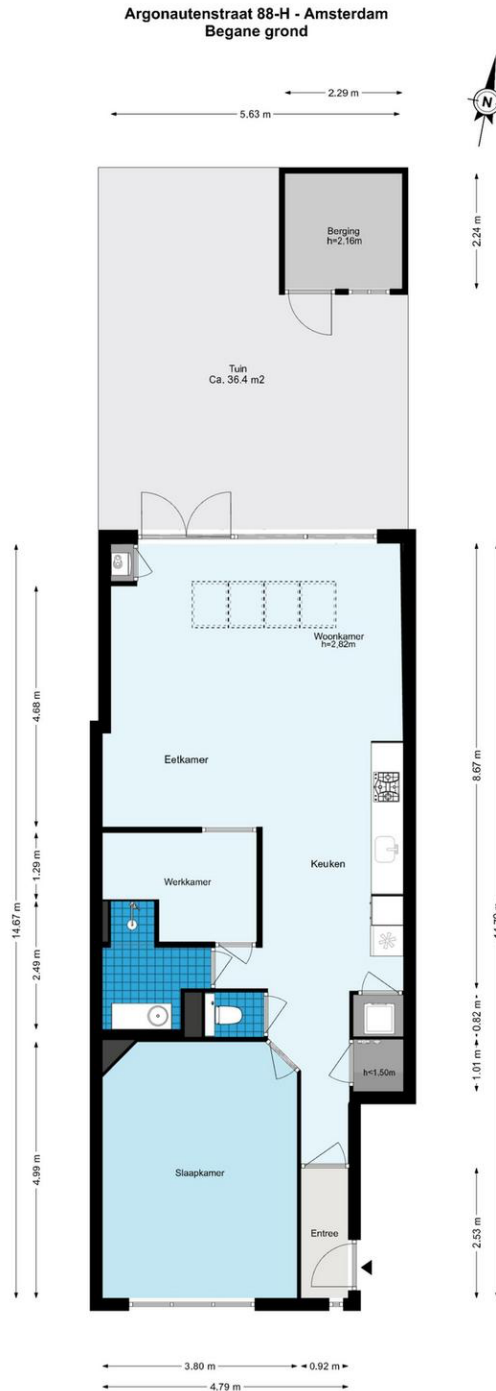 Argonautenstraat 88-H - Amsterdam
Begane grond
2.29 m
5.63 m
N
2.24 m
Berging
h=2.16m
Tuin
Ca. 36.4 m2
Woonkamer
h=2,82m
4.68 m
8.67 m
Eetkamer
Keuken
1.29 m
Werkkamer
14.67 m
2.49 m
0.82 m
1.01 m
h<1,50m
4.99 m
Slaapkamer
2.53 m
Entree
3.80 m
0.92 m
4.79 m